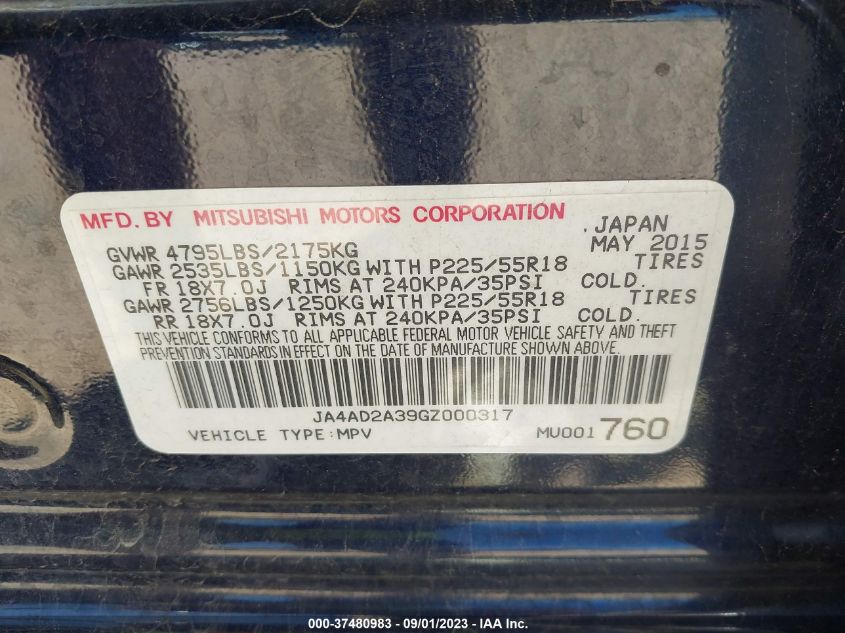 MFD. BY MITSUBISHI MOTORS CORPORATION . JAPAN
GVWR 4795LBS/2175KG MAY 2015
GAWR 2535LBS/1150KG WITH P225/55R18 TIRES
FR 18X7.0J RIMS AT 240KPA/35PSI COLD.
GAWR 2756LBS/1250KG WITH P225/55R18 TIRES
RR 18X7.0J RIMS AT 240KPA/35PSI COLD.
THIS VEHICLE CONFORMS TO ALL APPLICABLE FEDERAL MOTOR VEHICLE SAFETY AND THEFT
PREVENTION STANDARDS IN EFFECT ON THE DATE OF MANUFACTURE SHOWN ABOVE.
JA4AD2A39GZ000317
VEHICLE TYPE:MPV MU001760
000-37480983 - 09/01/2023 - IAA Inc.